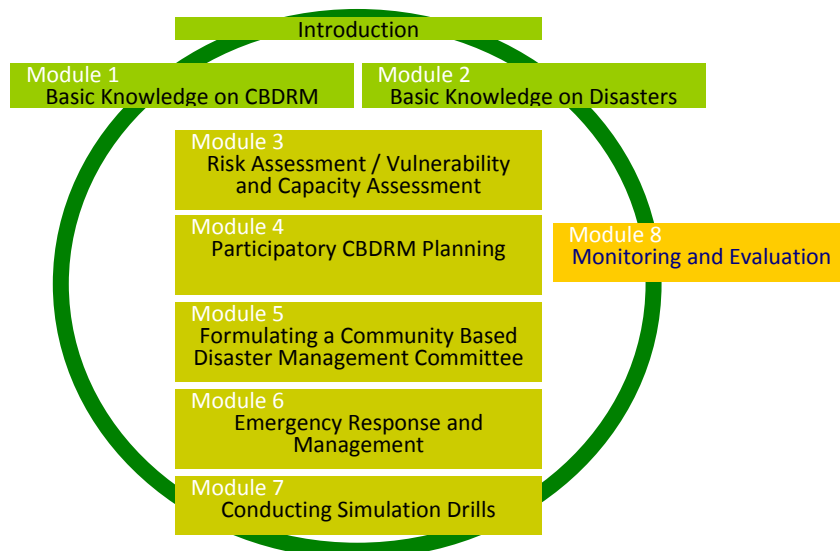 Introduction
Module 1
Basic Knowledge on CBDRM
Module 2
Basic Knowledge on Disasters
Module 3
Risk Assessment / Vulnerability
and Capacity Assessment
Module 4
Participatory CBDRM Planning
Module 8
Monitoring and Evaluation
Module 5
Formulating a Community Based
Disaster Management Committee
Module 6
Emergency Response and
Management
Module 7
Conducting Simulation Drills